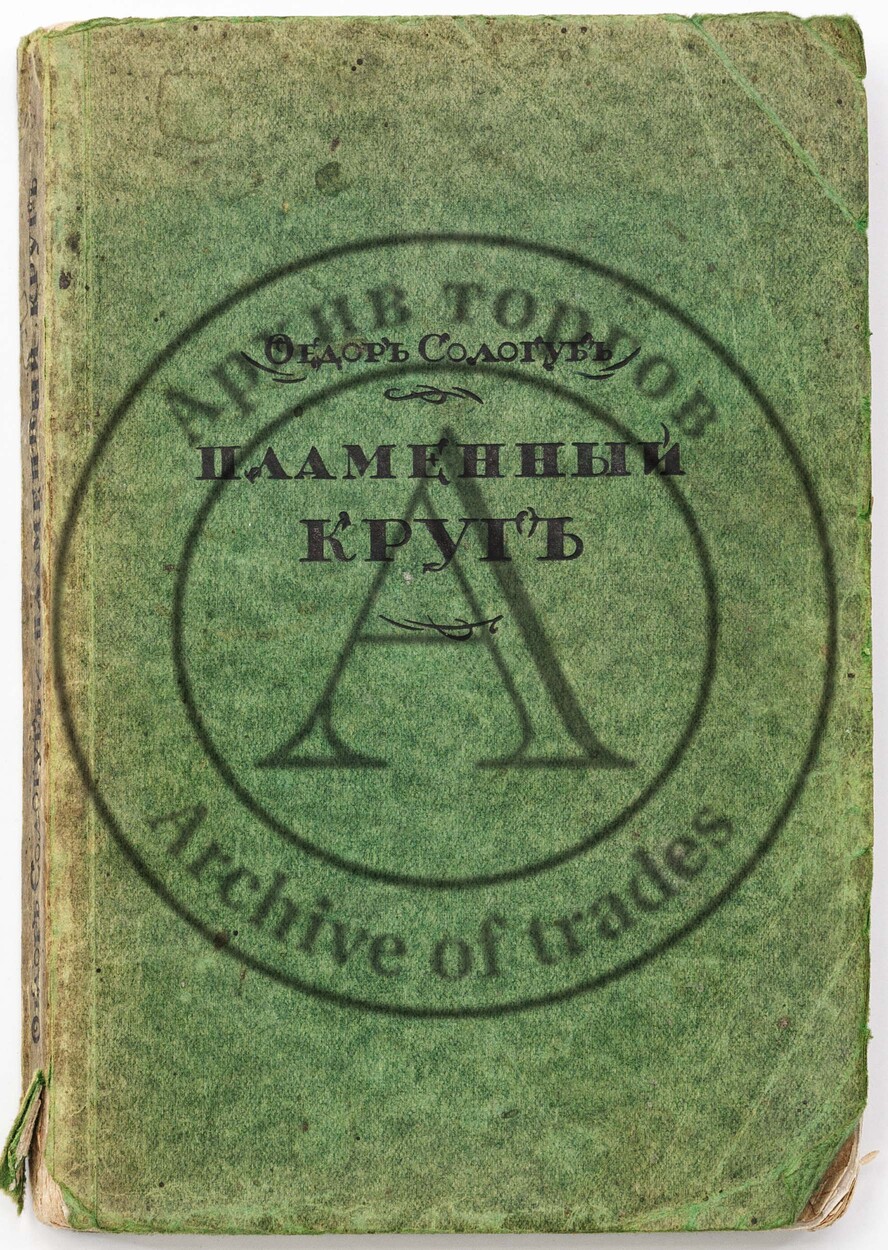 Архив торгов
Ѳедоръ Сологубъ
ПЛАМЕННЫЙ
КРУГЪ
A
Archive of trades
Ѳедоръ Сологубъ. Пламенный кругъ